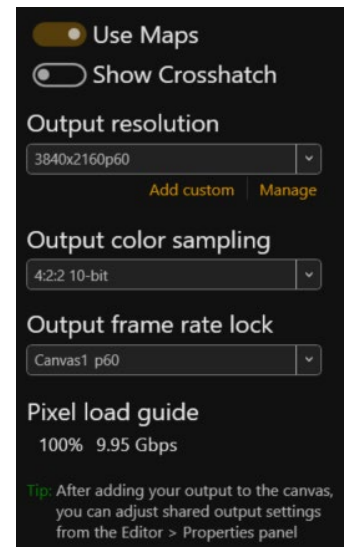 Use Maps
Show Crosshatch
Output resolution
3840x2160p60
Add custom Manage
Output color sampling
4:2:2 10-bit
Output frame rate lock
Canvas1 p60
Pixel load guide
100% 9.95 Gbps
Tip: After adding your output to the canvas,
you can adjust shared output settings
from the Editor > Properties panel